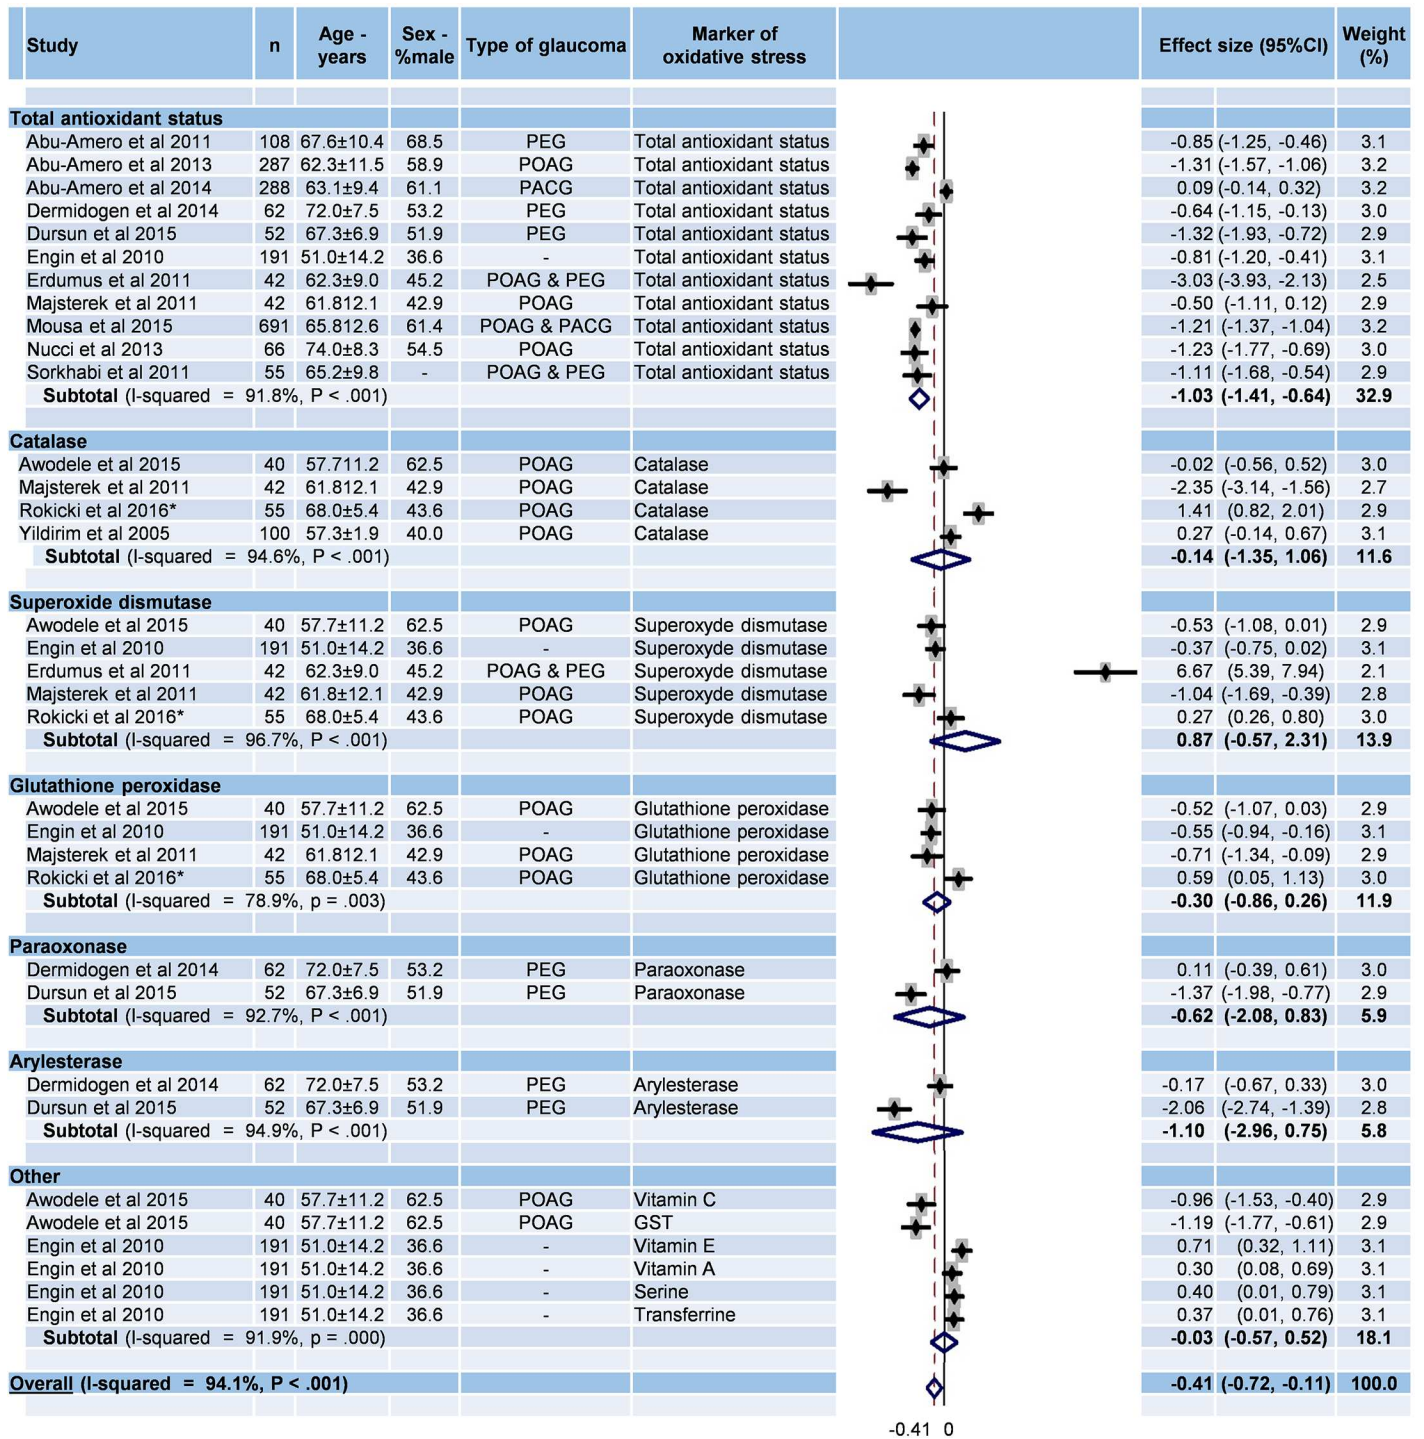 Study n Age - years Sex - %male Type of glaucoma Marker of oxidative stress Effect size (95%CI) Weight (%)
Total antioxidant status
Abu-Amero et al 2011 108 67.6±10.4 68.5 PEG Total antioxidant status -0.85 (-1.25, -0.46) 3.1
Abu-Amero et al 2013 287 62.3±11.5 58.9 POAG Total antioxidant status -1.31 (-1.57, -1.06) 3.2
Abu-Amero et al 2014 288 63.1±9.4 61.1 PACG Total antioxidant status 0.09 (-0.14, 0.32) 3.2
Dermidogen et al 2014 62 72.0±7.5 53.2 PEG Total antioxidant status -0.64 (-1.15, -0.13) 3.0
Dursun et al 2015 52 67.3±6.9 51.9 PEG Total antioxidant status -1.32 (-1.93, -0.72) 2.9
Engin et al 2010 191 51.0±14.2 36.6 - Total antioxidant status -0.81 (-1.20, -0.41) 3.1
Erdumus et al 2011 42 62.3±9.0 45.2 POAG & PEG Total antioxidant status -3.03 (-3.93, -2.13) 2.5
Majsterek et al 2011 42 61.812.1 42.9 POAG Total antioxidant status -0.50 (-1.11, 0.12) 2.9
Mousa et al 2015 691 65.812.6 61.4 POAG & PACG Total antioxidant status -1.21 (-1.37, -1.04) 3.2
Nucci et al 2013 66 74.0±8.3 54.5 POAG Total antioxidant status -1.23 (-1.77, -0.69) 3.0
Sorkhabi et al 2011 55 65.2±9.8 - POAG & PEG Total antioxidant status -1.11 (-1.68, -0.54) 2.9
Subtotal (I-squared = 91.8%, P < .001) -1.03 (-1.41, -0.64) 32.9
Catalase
Awodele et al 2015 40 57.711.2 62.5 POAG Catalase -0.02 (-0.56, 0.52) 3.0
Majsterek et al 2011 42 61.812.1 42.9 POAG Catalase -2.35 (-3.14, -1.56) 2.7
Rokicki et al 2016* 55 68.0±5.4 43.6 POAG Catalase 1.41 (0.82, 2.01) 2.9
Yildirim et al 2005 100 57.3±1.9 40.0 POAG Catalase 0.27 (-0.14, 0.67) 3.1
Subtotal (I-squared = 94.6%, P < .001) -0.14 (-1.35, 1.06) 11.6
Superoxide dismutase
Awodele et al 2015 40 57.7±11.2 62.5 POAG Superoxyde dismutase -0.53 (-1.08, 0.01) 2.9
Engin et al 2010 191 51.0±14.2 36.6 - Superoxyde dismutase -0.37 (-0.75, 0.02) 3.1
Erdumus et al 2011 42 62.3±9.0 45.2 POAG & PEG Superoxyde dismutase 6.67 (5.39, 7.94) 2.1
Majsterek et al 2011 42 61.8±12.1 42.9 POAG Superoxyde dismutase -1.04 (-1.69, -0.39) 2.8
Rokicki et al 2016* 55 68.0±5.4 43.6 POAG Superoxyde dismutase 0.27 (0.26, 0.80) 3.0
Subtotal (I-squared = 96.7%, P < .001) 0.87 (-0.57, 2.31) 13.9
Glutathione peroxidase
Awodele et al 2015 40 57.7±11.2 62.5 POAG Glutathione peroxidase -0.52 (-1.07, 0.03) 2.9
Engin et al 2010 191 51.0±14.2 36.6 - Glutathione peroxidase -0.55 (-0.94, -0.16) 3.1
Majsterek et al 2011 42 61.812.1 42.9 POAG Glutathione peroxidase -0.71 (-1.34, -0.09) 2.9
Rokicki et al 2016* 55 68.0±5.4 43.6 POAG Glutathione peroxidase 0.59 (0.05, 1.13) 3.0
Subtotal (I-squared = 78.9%, p = .003) -0.30 (-0.86, 0.26) 11.9
Paraoxonase
Dermidogen et al 2014 62 72.0±7.5 53.2 PEG Paraoxonase 0.11 (-0.39, 0.61) 3.0
Dursun et al 2015 52 67.3±6.9 51.9 PEG Paraoxonase -1.37 (-1.98, -0.77) 2.9
Subtotal (I-squared = 92.7%, P < .001) -0.62 (-2.08, 0.83) 5.9
Arylesterase
Dermidogen et al 2014 62 72.0±7.5 53.2 PEG Arylesterase -0.17 (-0.67, 0.33) 3.0
Dursun et al 2015 52 67.3±6.9 51.9 PEG Arylesterase -2.06 (-2.74, -1.39) 2.8
Subtotal (I-squared = 94.9%, P < .001) -1.10 (-2.96, 0.75) 5.8
Other
Awodele et al 2015 40 57.7±11.2 62.5 POAG Vitamin C -0.96 (-1.53, -0.40) 2.9
Awodele et al 2015 40 57.7±11.2 62.5 POAG GST -1.19 (-1.77, -0.61) 2.9
Engin et al 2010 191 51.0±14.2 36.6 - Vitamin E 0.71 (0.32, 1.11) 3.1
Engin et al 2010 191 51.0±14.2 36.6 - Vitamin A 0.30 (0.08, 0.69) 3.1
Engin et al 2010 191 51.0±14.2 36.6 - Serine 0.40 (0.01, 0.79) 3.1
Engin et al 2010 191 51.0±14.2 36.6 - Transferrine 0.37 (0.01, 0.76) 3.1
Subtotal (I-squared = 91.9%, p = .000) -0.03 (-0.57, 0.52) 18.1
Overall (I-squared = 94.1%, P < .001) -0.41 (-0.72, -0.11) 100.0
-0.41 0